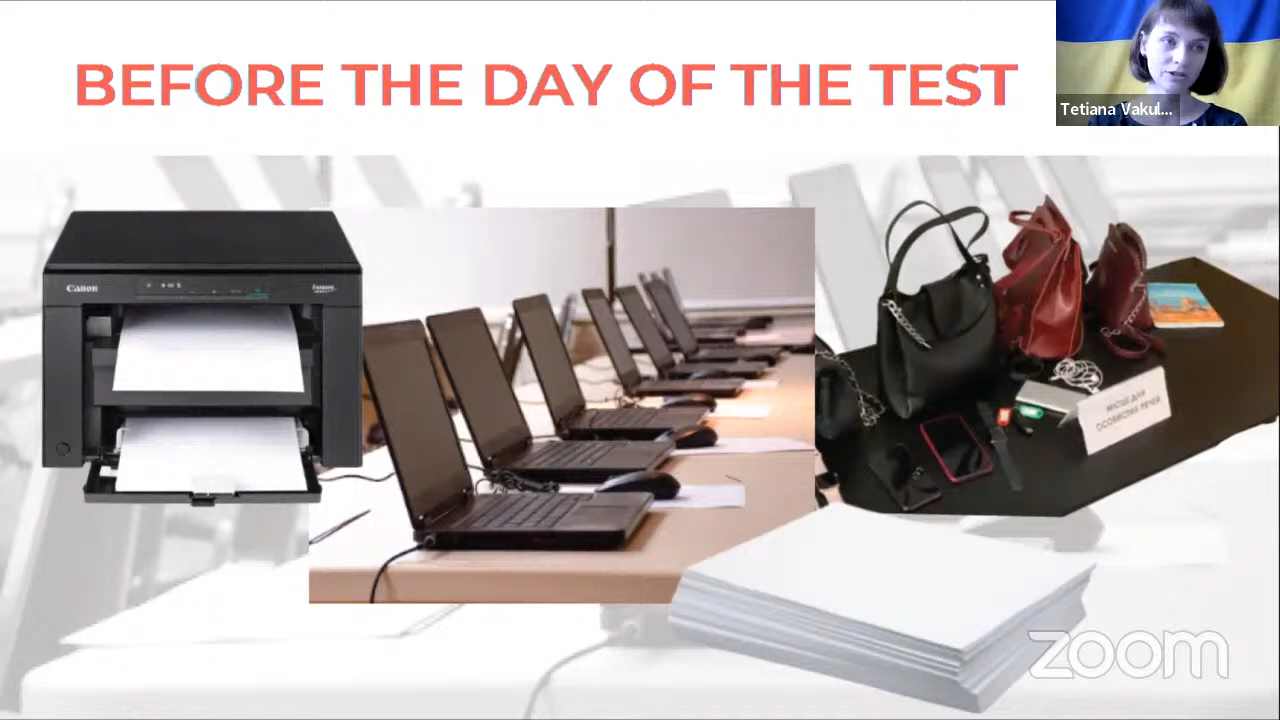 BEFORE THE DAY OF THE TEST
Tetiana Vakul...
Canon
МІСЦЕ ДЛЯ
ОСОБИСТИХ РЕЧЕЙ
zoom